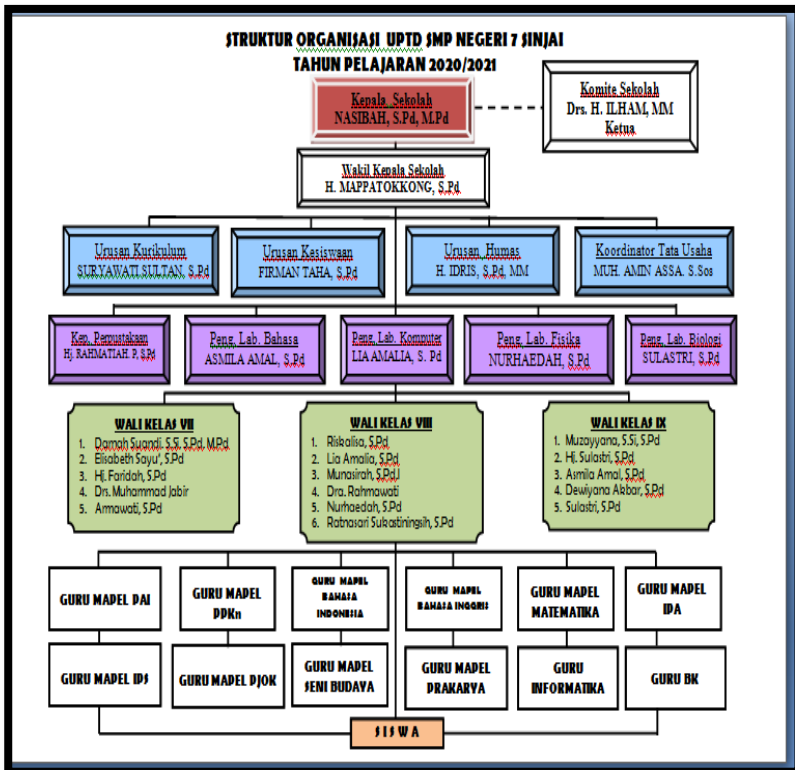 STRUKTUR ORGANISASI UPTD SMP NEGERI 7 SINJAI
TAHUN PELAJARAN 2020/2021
Kepala Sekolah
NASIBAH, S.Pd, M.Pd
Komite Sekolah
Drs. H. ILHAM, MM
Ketua
Wakil Kepala Sekolah
H. MAPPATOKKONG, S.Pd
Urusan Kurikulum
SURYAWATI SULTAN, S.Pd
Urusan Kesiswaan
FIRMAN TAHA, S.Pd
Urusan Humas
H. IDRIS, S.Pd, MM
Koordinator Tata Usaha
MUH. AMIN ASSA. S.Sos
Kep. Perpustakaan
Hj. RAHMATIAH. P, S.Pd
Peng. Lab. Bahasa
ASMILA AMAL, S.Pd
Peng. Lab. Komputer
LIA AMALIA, S. Pd
Peng. Lab. Fisika
NURHAEDAH, S.Pd
Peng. Lab. Biologi
SULASTRI, S.Pd
WALI KELAS VII
1. Damah Suandi. S.Si, S.Pd, M.Pd
2. Elisabeth Sayu', S.Pd
3. Hj. Faridah, S.Pd
4. Drs. Muhammad Jabir
5. Armawati, S.Pd
WALI KELAS VIII
1. Riskalisa, S.Pd
2. Lia Amalia, S.Pd
3. Munasirah, S.Pd.I
4. Dra. Rahmawati
5. Nurhaedah, S.Pd
6. Ratnasari Sukastiningsih, S.Pd
WALI KELAS IX
1. Muzayyana, S.Si, S.Pd
2. Hj. Sulastri, S.Pd
3. Asmila Amal, S.Pd
4. Dewiyana Akbar, S.Pd
5. Sulastri, S.Pd
GURU MAPEL PAI
GURU MAPEL
PPKn
GURU MAPEL
BAHASA
INDONESIA
GURU MAPEL
BAHASA INGGRIS
GURU MAPEL
MATEMATIKA
GURU MAPEL
IPA
GURU MAPEL IPS
GURU MAPEL PJOK
GURU MAPEL
SENI BUDAYA
GURU MAPEL
PRAKARYA
GURU
INFORMATIKA
GURU BK
S I S W A